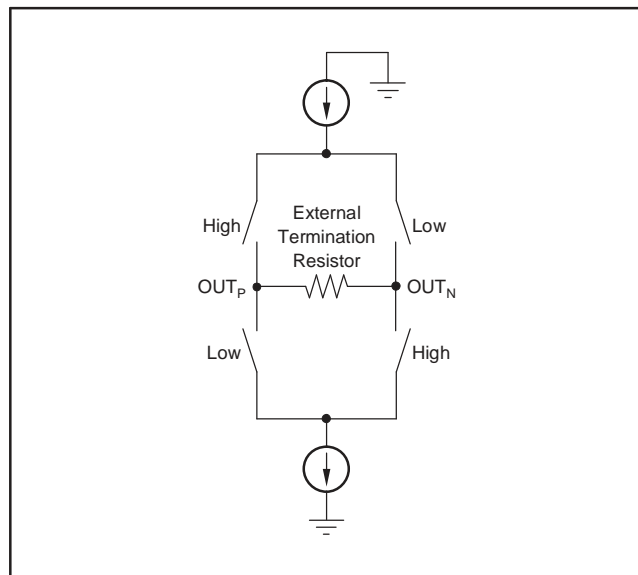 External
Termination
Resistor
High
Low
OUTP
OUTN
Low
High